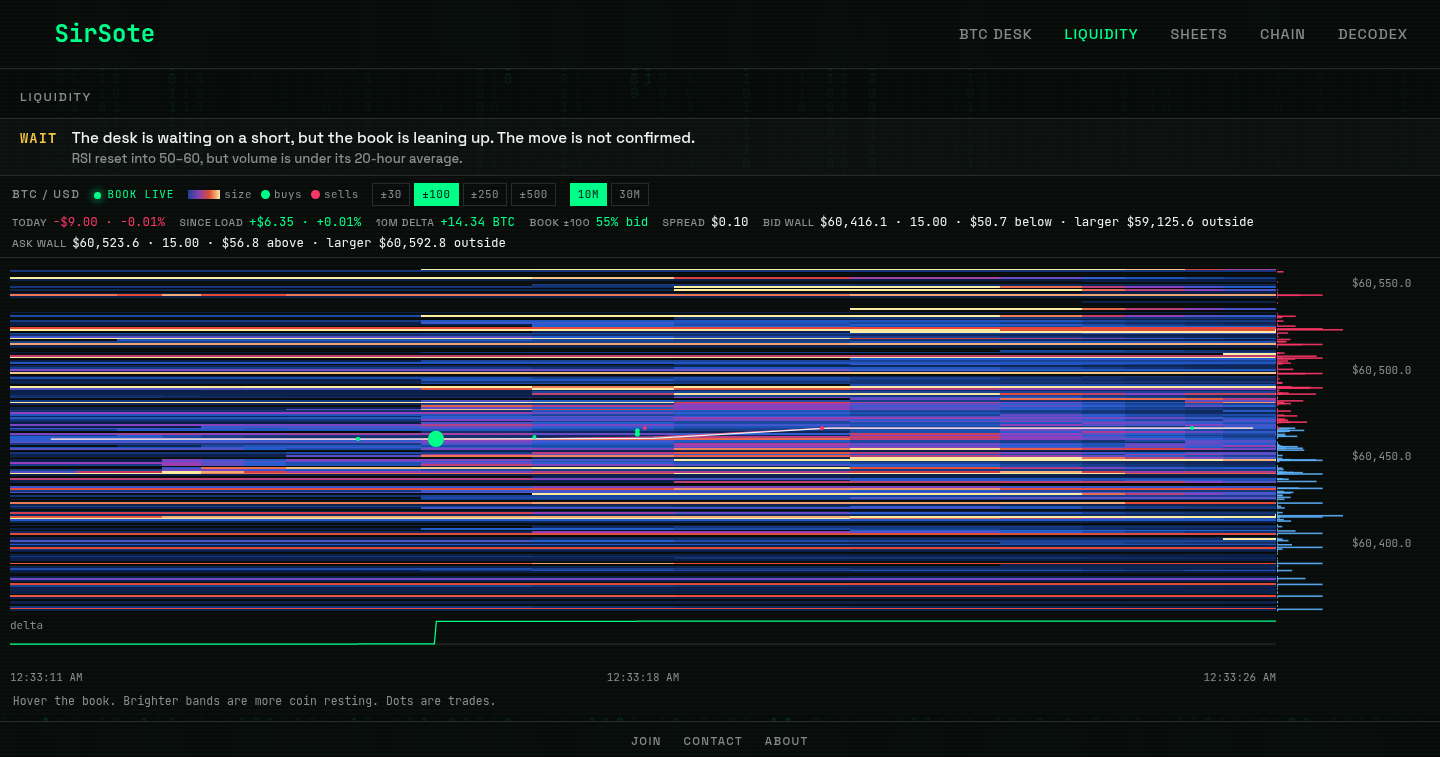 SirSote
BTC DESK LIQUIDITY SHEETS CHAIN DECODEX
LIQUIDITY
WAIT The desk is waiting on a short, but the book is leaning up. The move is not confirmed.
RSI reset into 50–60, but volume is under its 20-hour average.
BTC / USD BOOK LIVE size buys sells ±30 ±100 ±250 ±500 10M 30M
TODAY -$9.00 · -0.01% SINCE LOAD +$6.35 · +0.01% 10M DELTA +14.34 BTC BOOK ±100 55% bid SPREAD $0.10 BID WALL $60,416.1 · 15.00 · $50.7 below · larger $59,125.6 outside
ASK WALL $60,523.6 · 15.00 · $56.8 above · larger $60,592.8 outside
$60,550.0
$60,500.0
$60,450.0
$60,400.0
delta
12:33:11 AM 12:33:18 AM 12:33:26 AM
Hover the book. Brighter bands are more coin resting. Dots are trades.
JOIN CONTACT ABOUT